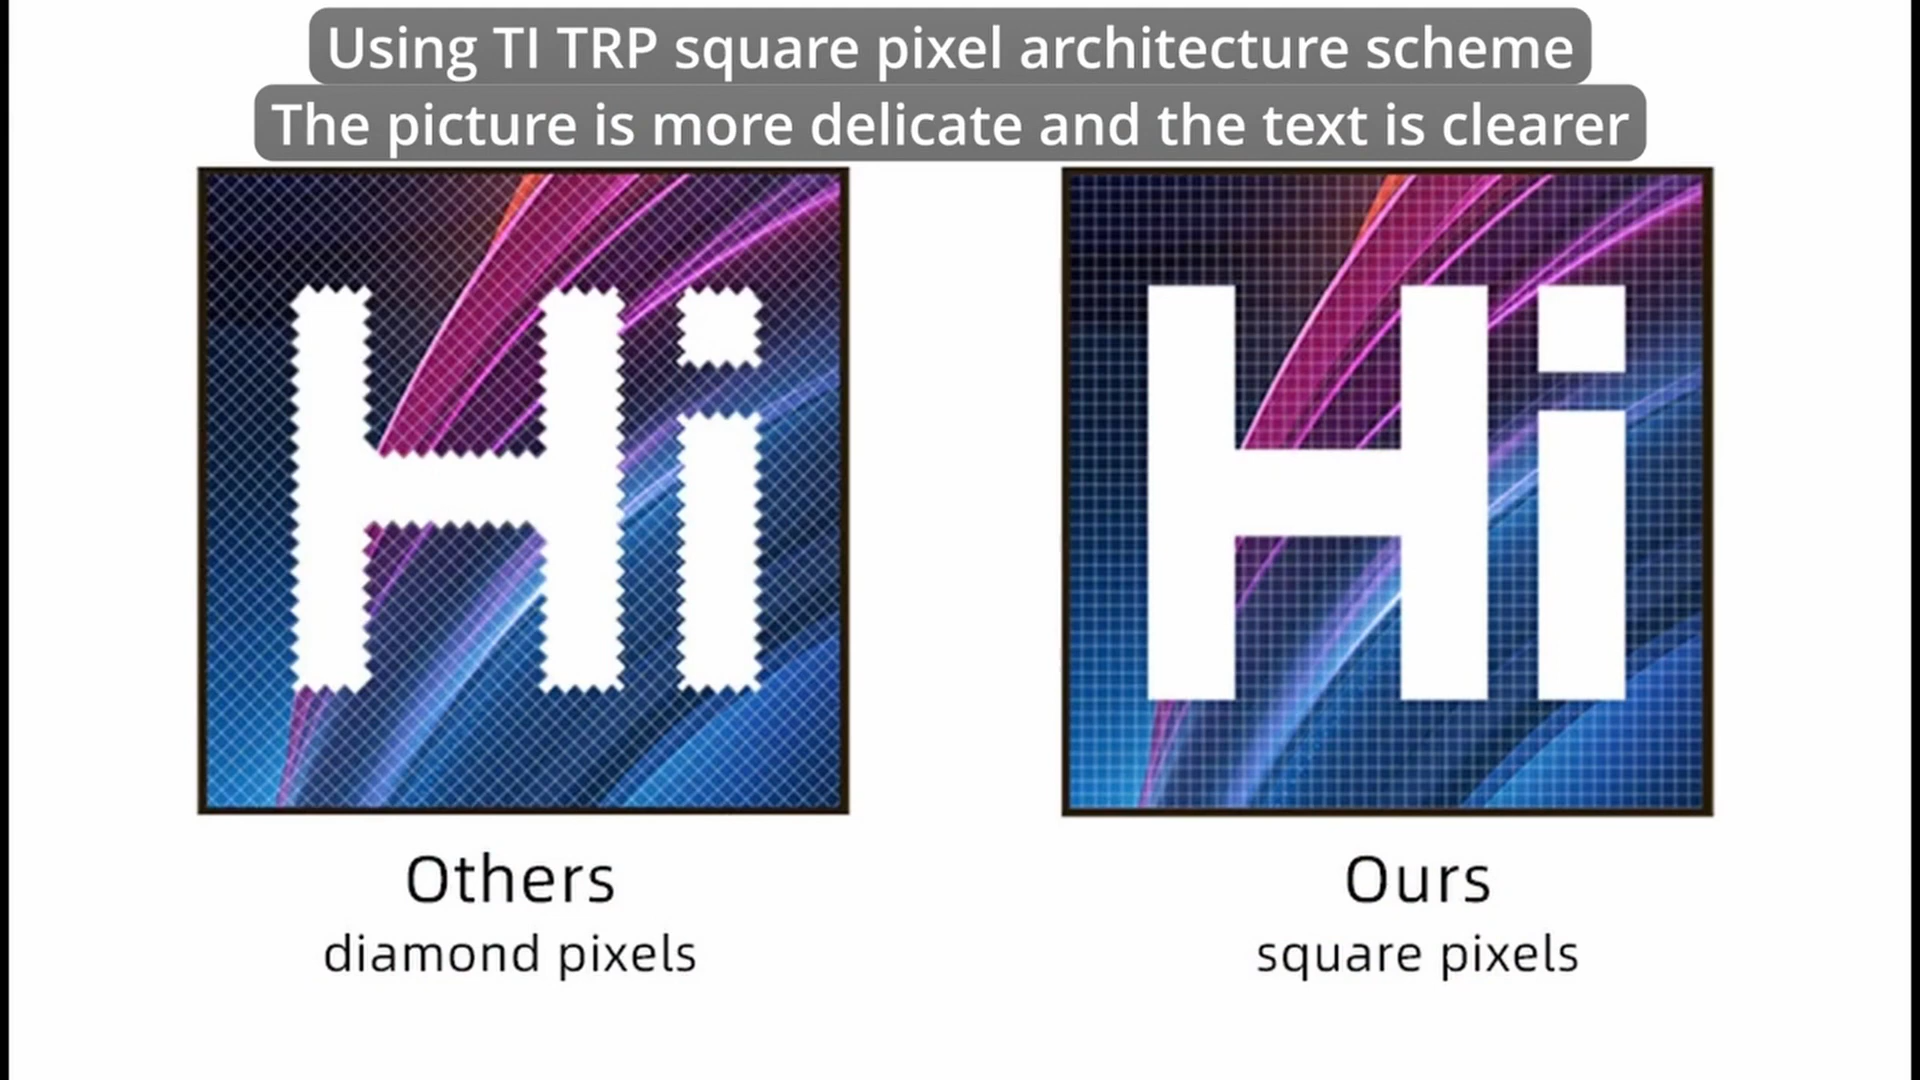 Using TI TRP square pixel architecture scheme
The picture is more delicate and the text is clearer
Hi
Hi
Others
Ours
diamond pixels
square pixels